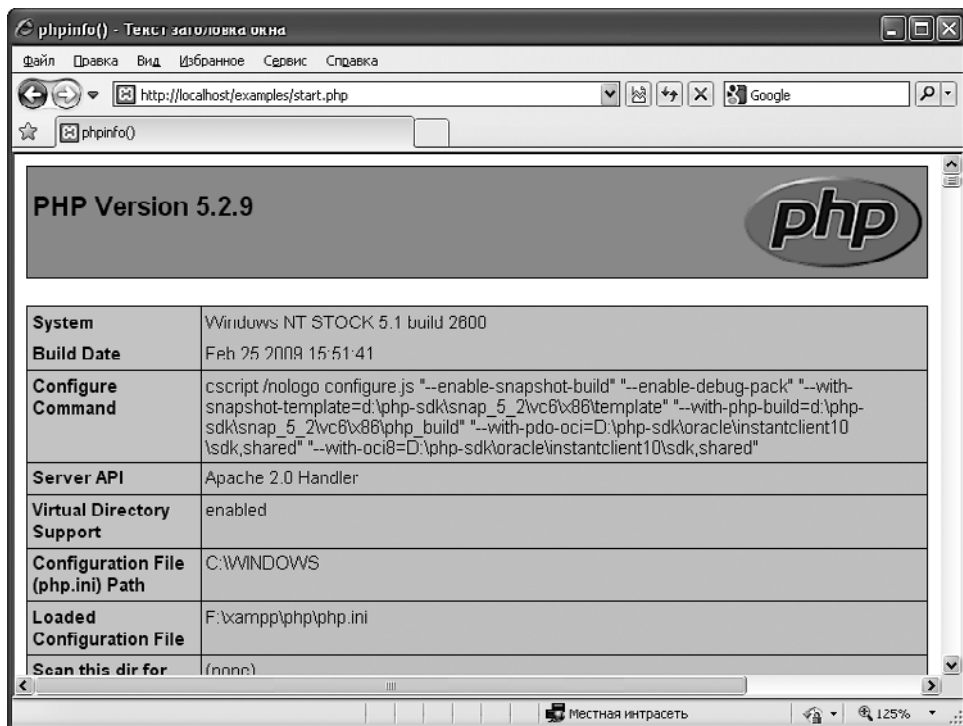 phpinfo() - Текст заголовка окна
Файл Правка Вид Избранное Сервис Справка
http://localhost/examples/start.php
Google
phpinfo()
PHP Version 5.2.9
php
System
Windows NT STOCK 5.1 build 2600
Build Date
Feb 25 2009 15:51:41
Configure
Command
cscript /nologo configure.js "--enable-snapshot-build" "--enable-debug-pack" "--with-
snapshot-template=d:\php-sdk\snap_5_2\vc6\x86\template" "--with-php-build=d:\php-
sdk\snap_5_2\vc6\x86\php_build" "--with-pdo-oci=D:\php-sdk\oracle\instantclient10
\sdk,shared" "--with-oci8=D:\php-sdk\oracle\instantclient10\sdk,shared"
Server API
Apache 2.0 Handler
Virtual Directory
Support
enabled
Configuration File
(php.ini) Path
C:\WINDOWS
Loaded
Configuration File
F:\xampp\php\php.ini
Scan this dir for
(none)
Местная интрасеть
125%